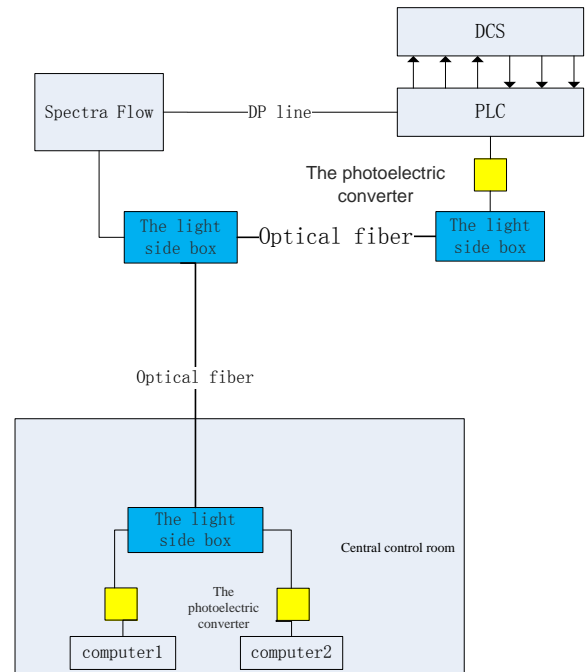 DCS
Spectra Flow
DP line
PLC
The photoelectric
converter
The light
side box
Optical fiber
The light
side box
Optical fiber
The light
side box
Central control room
The
photoelectric
converter
computer1
computer2